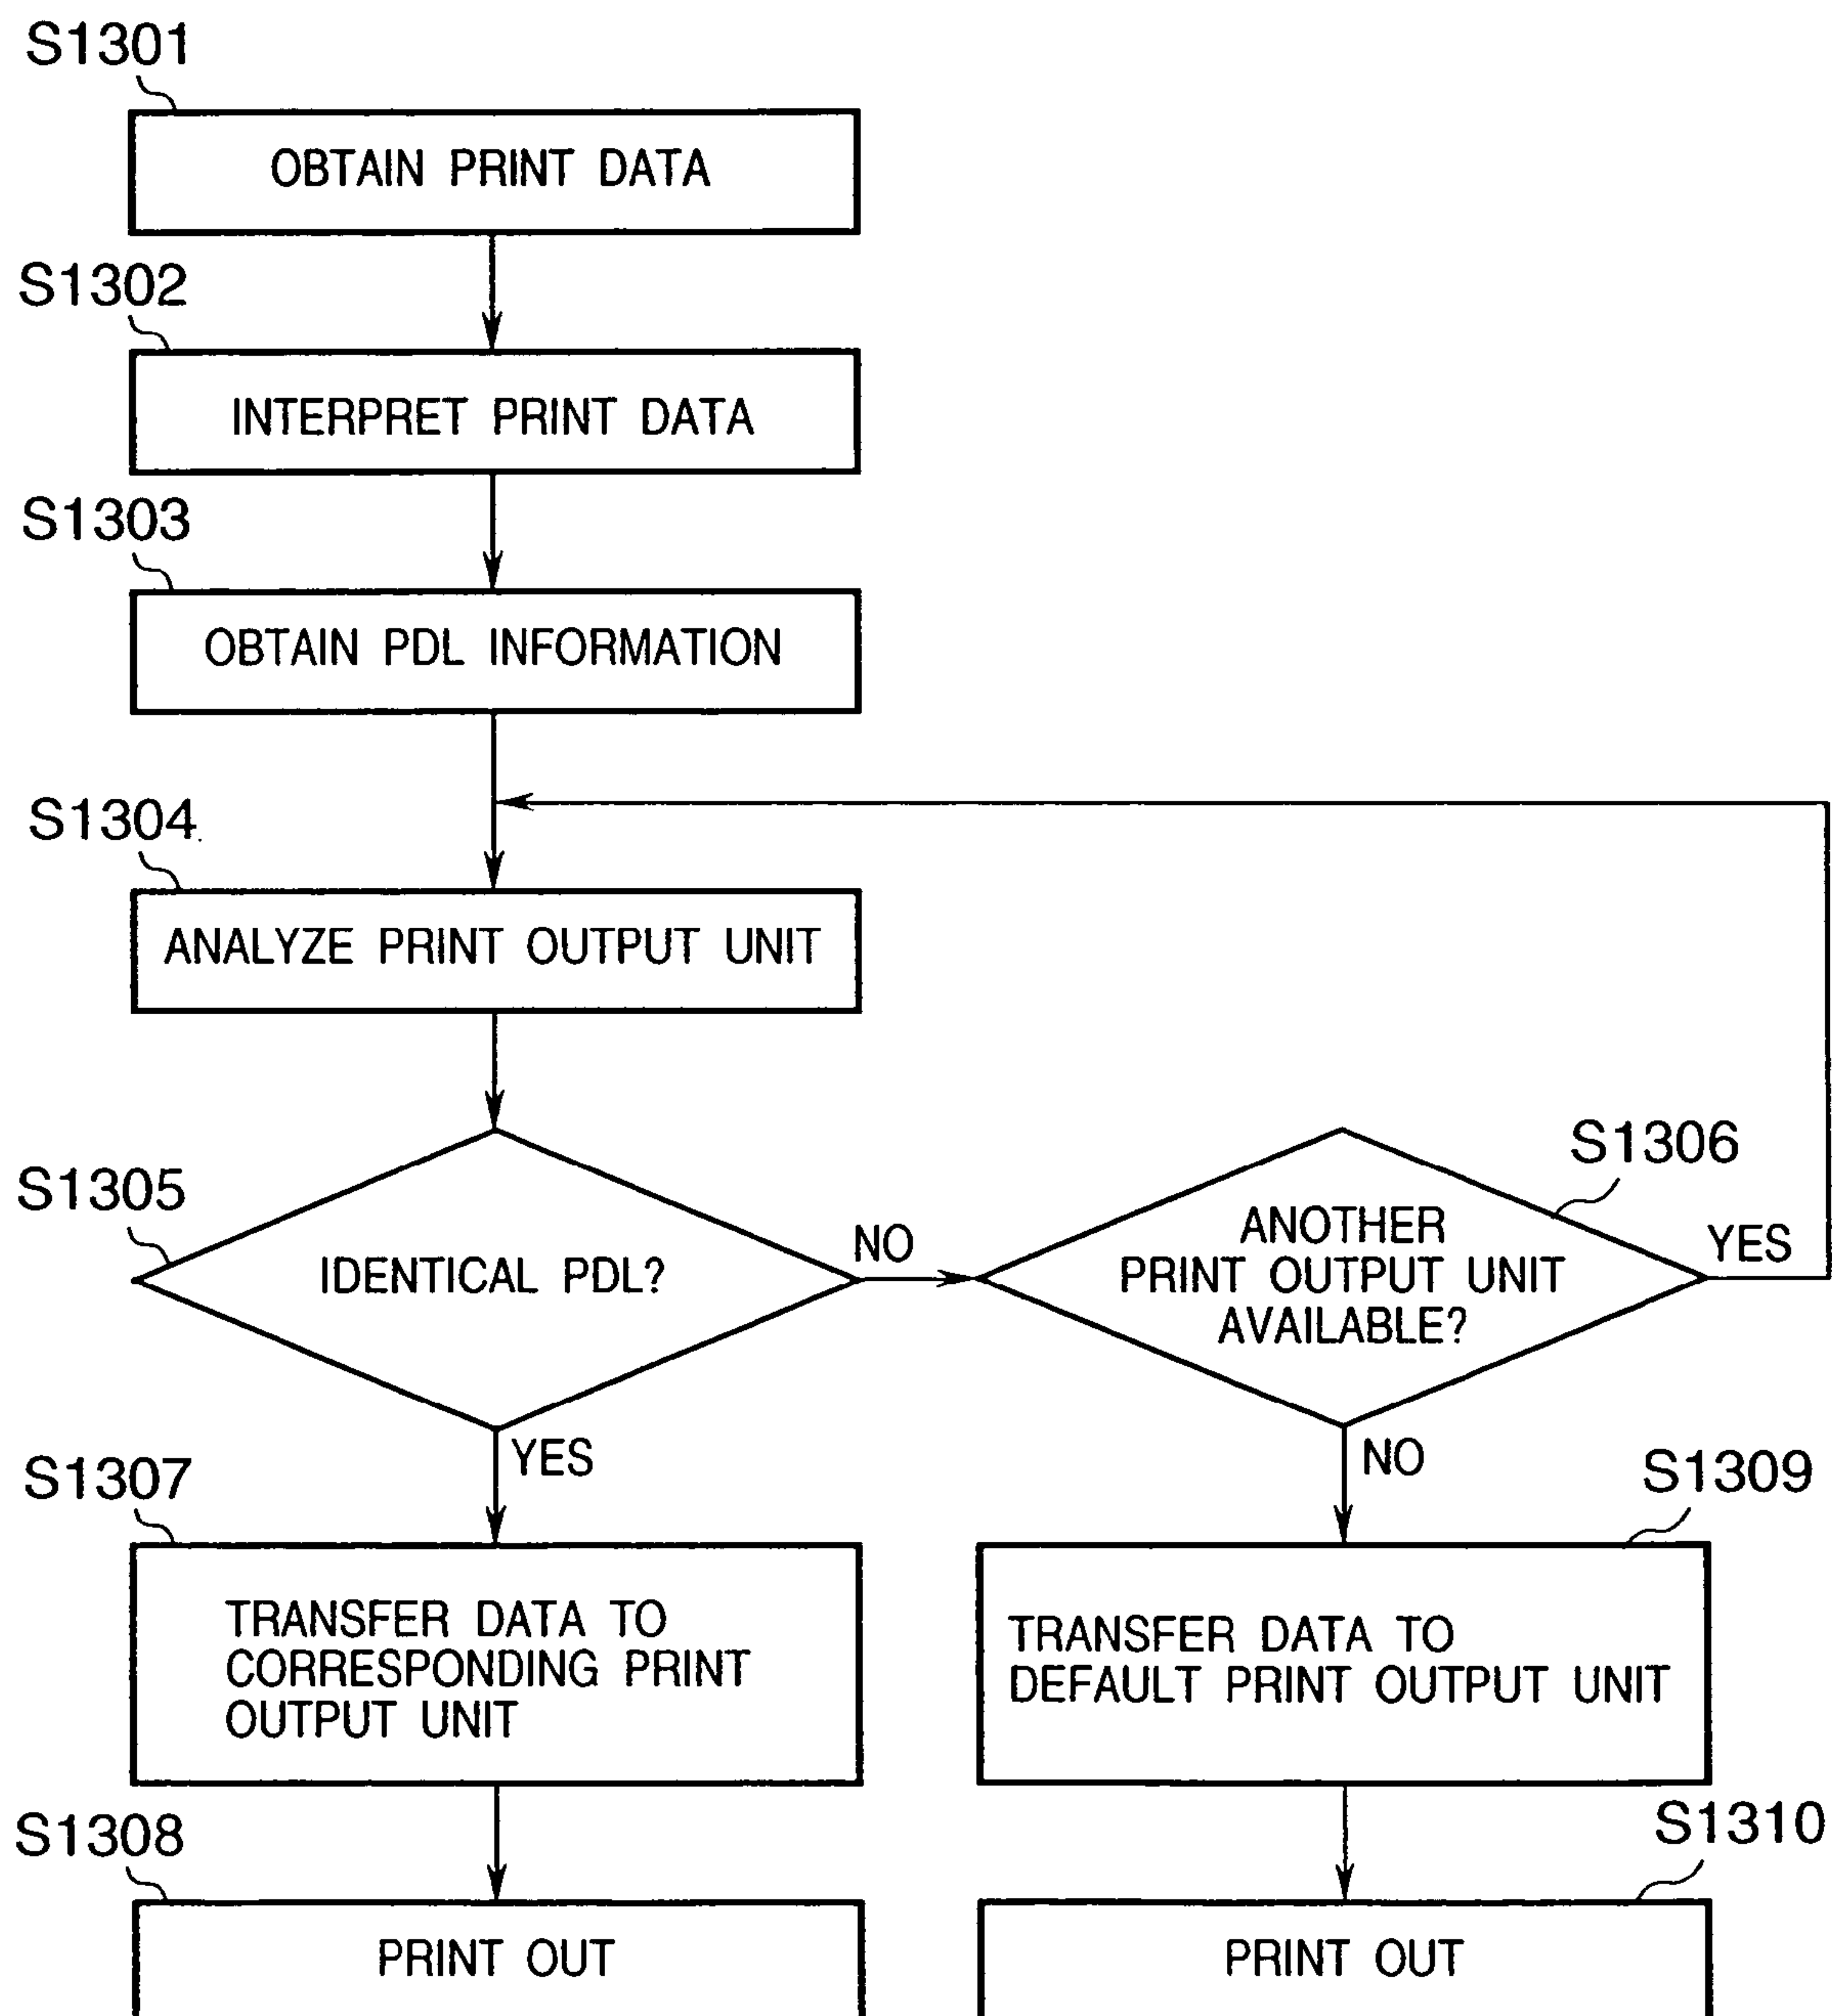 S1301
OBTAIN PRINT DATA
S1302
INTERPRET PRINT DATA
S1303
OBTAIN PDL INFORMATION
S1304
ANALYZE PRINT OUTPUT UNIT
S1305
IDENTICAL PDL?
NO
YES
S1306
ANOTHER
PRINT OUTPUT UNIT
AVAILABLE?
YES
NO
S1307
TRANSFER DATA TO
CORRESPONDING PRINT
OUTPUT UNIT
S1309
TRANSFER DATA TO
DEFAULT PRINT OUTPUT UNIT
S1308
PRINT OUT
S1310
PRINT OUT